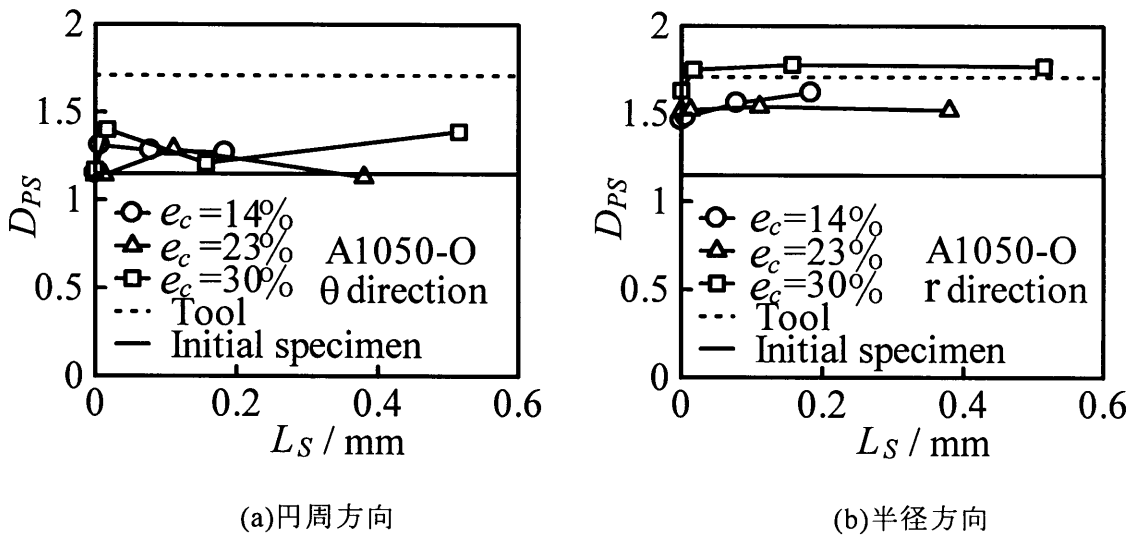 2
1.5
1
0.5
0
D_PS
e_c=14%
e_c=23%
e_c=30%
A1050-O
θ direction
Tool
Initial specimen
0 0.2 0.4 0.6
L_S / mm
(a)円周方向
2
1.5
1
0.5
0
D_PS
e_c=14%
e_c=23%
e_c=30%
A1050-O
r direction
Tool
Initial specimen
0 0.2 0.4 0.6
L_S / mm
(b)半径方向